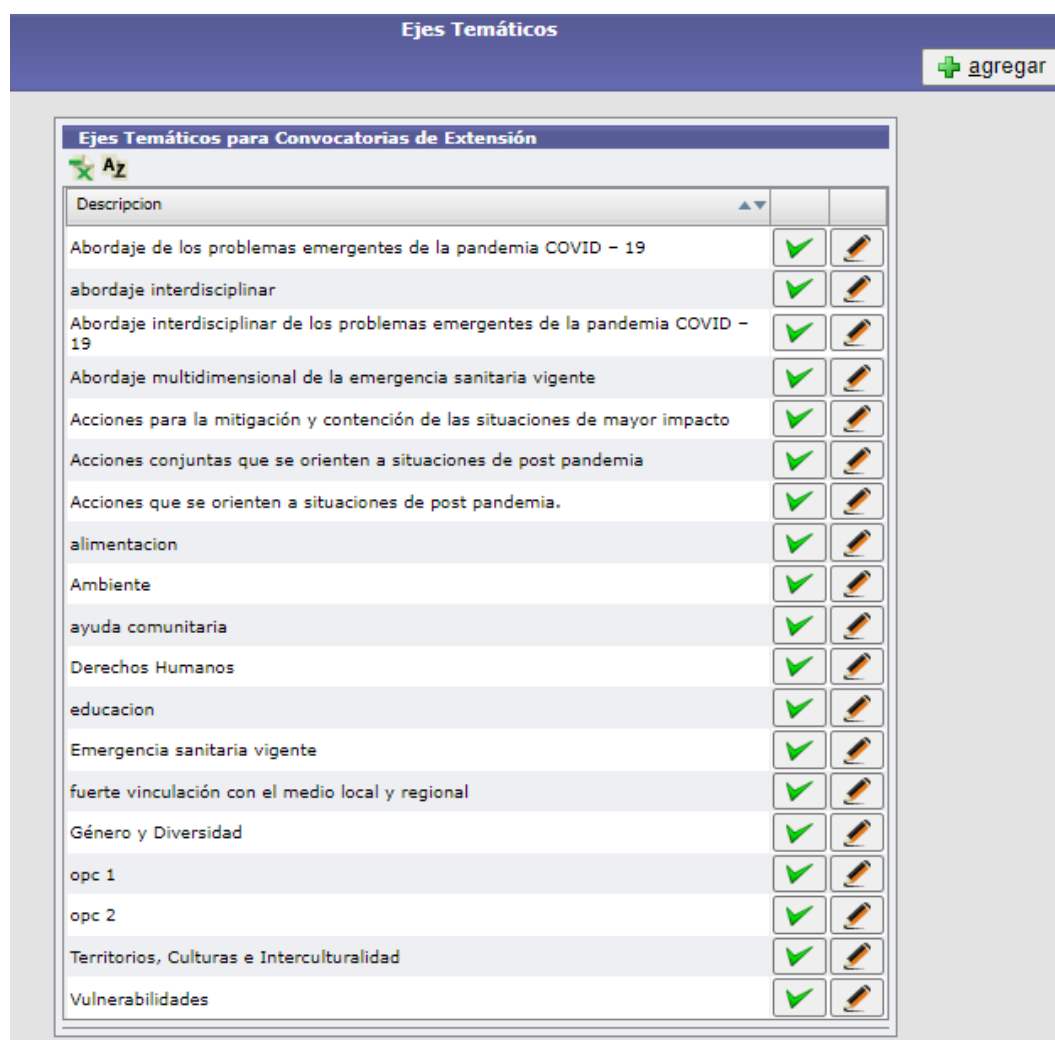 Ejes Temáticos
agregar
Ejes Temáticos para Convocatorias de Extensión
AZ
Descripcion
Abordaje de los problemas emergentes de la pandemia COVID – 19
abordaje interdisciplinar
Abordaje interdisciplinar de los problemas emergentes de la pandemia COVID –
19
Abordaje multidimensional de la emergencia sanitaria vigente
Acciones para la mitigación y contención de las situaciones de mayor impacto
Acciones conjuntas que se orienten a situaciones de post pandemia
Acciones que se orienten a situaciones de post pandemia.
alimentacion
Ambiente
ayuda comunitaria
Derechos Humanos
educacion
Emergencia sanitaria vigente
fuerte vinculación con el medio local y regional
Género y Diversidad
opc 1
opc 2
Territorios, Culturas e Interculturalidad
Vulnerabilidades